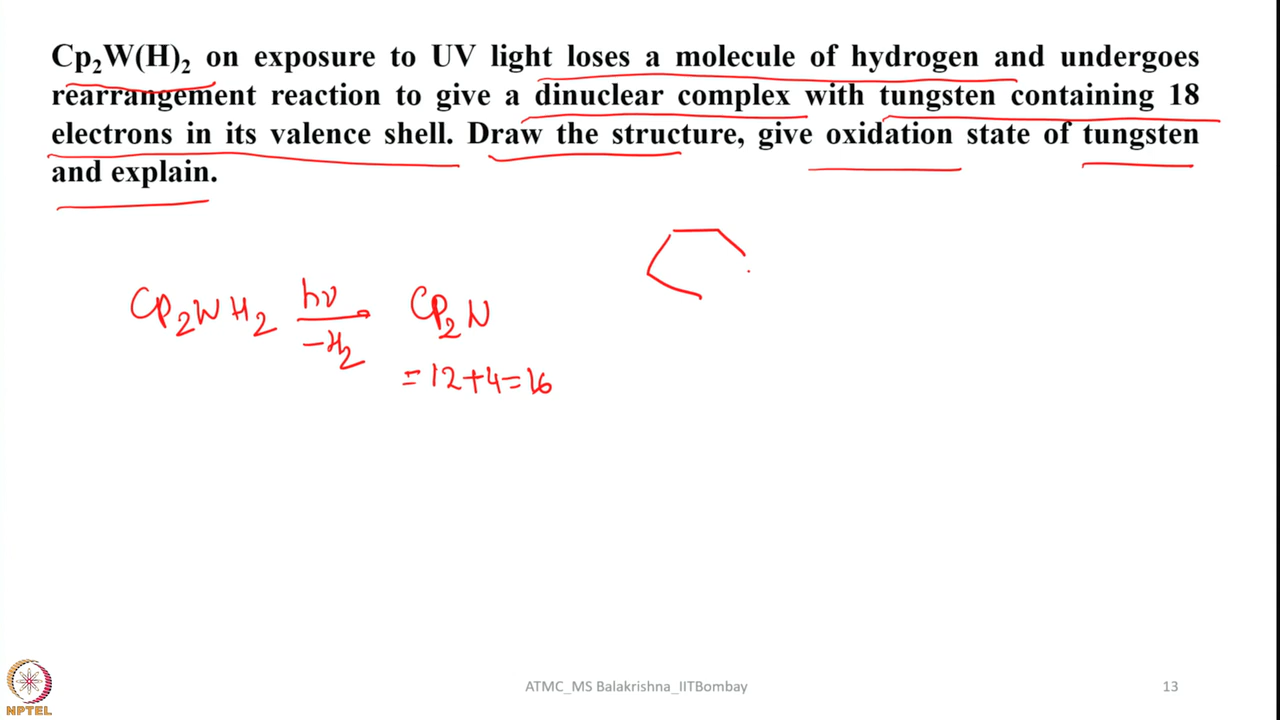 Cp₂W(H)₂ on exposure to UV light loses a molecule of hydrogen and undergoes
rearrangement reaction to give a dinuclear complex with tungsten containing 18
electrons in its valence shell. Draw the structure, give oxidation state of tungsten
and explain.
Cp₂WH₂ hν / -H₂ Cp₂W
= 12+4=16
NPTEL
ATMC_MS Balakrishna_IITBombay
13